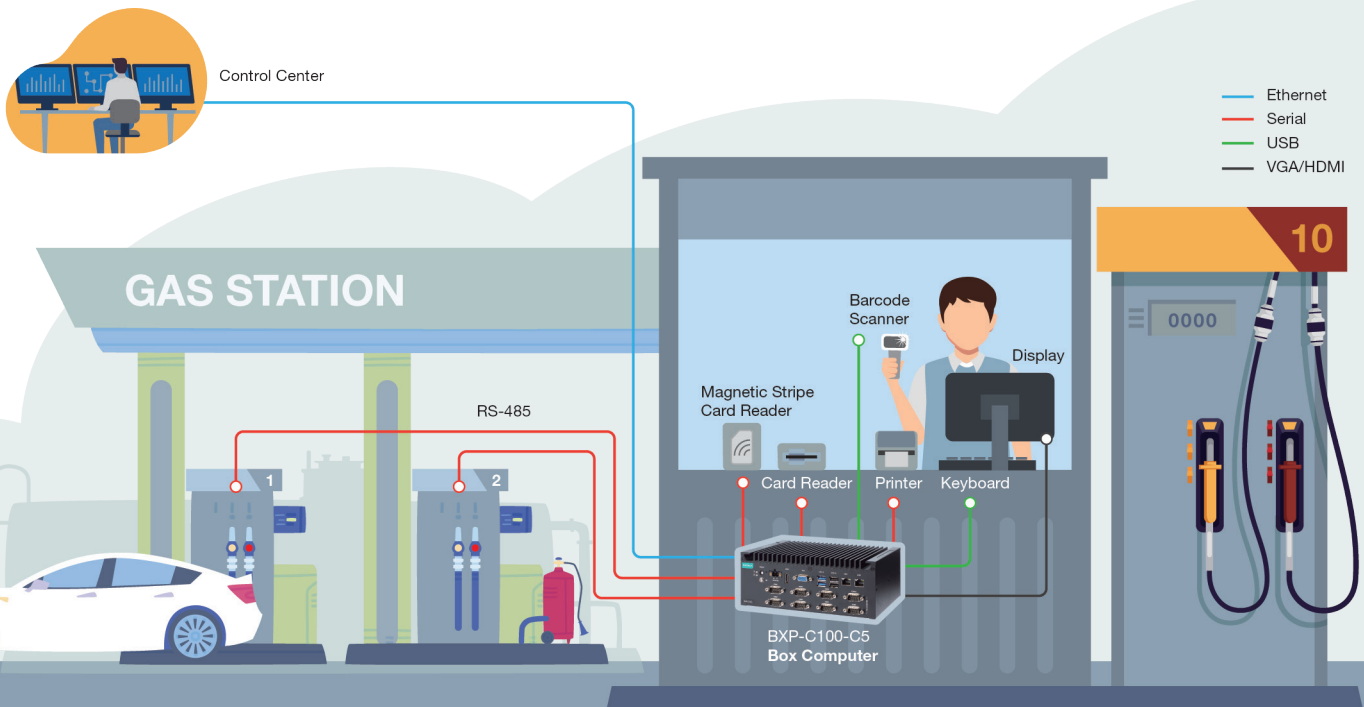 Control Center
Ethernet
Serial
USB
VGA/HDMI
10
0000
GAS STATION
Barcode
Scanner
Display
Magnetic Stripe
Card Reader
RS-485
1
2
Card Reader
Printer
Keyboard
BXP-C100-C5
Box Computer